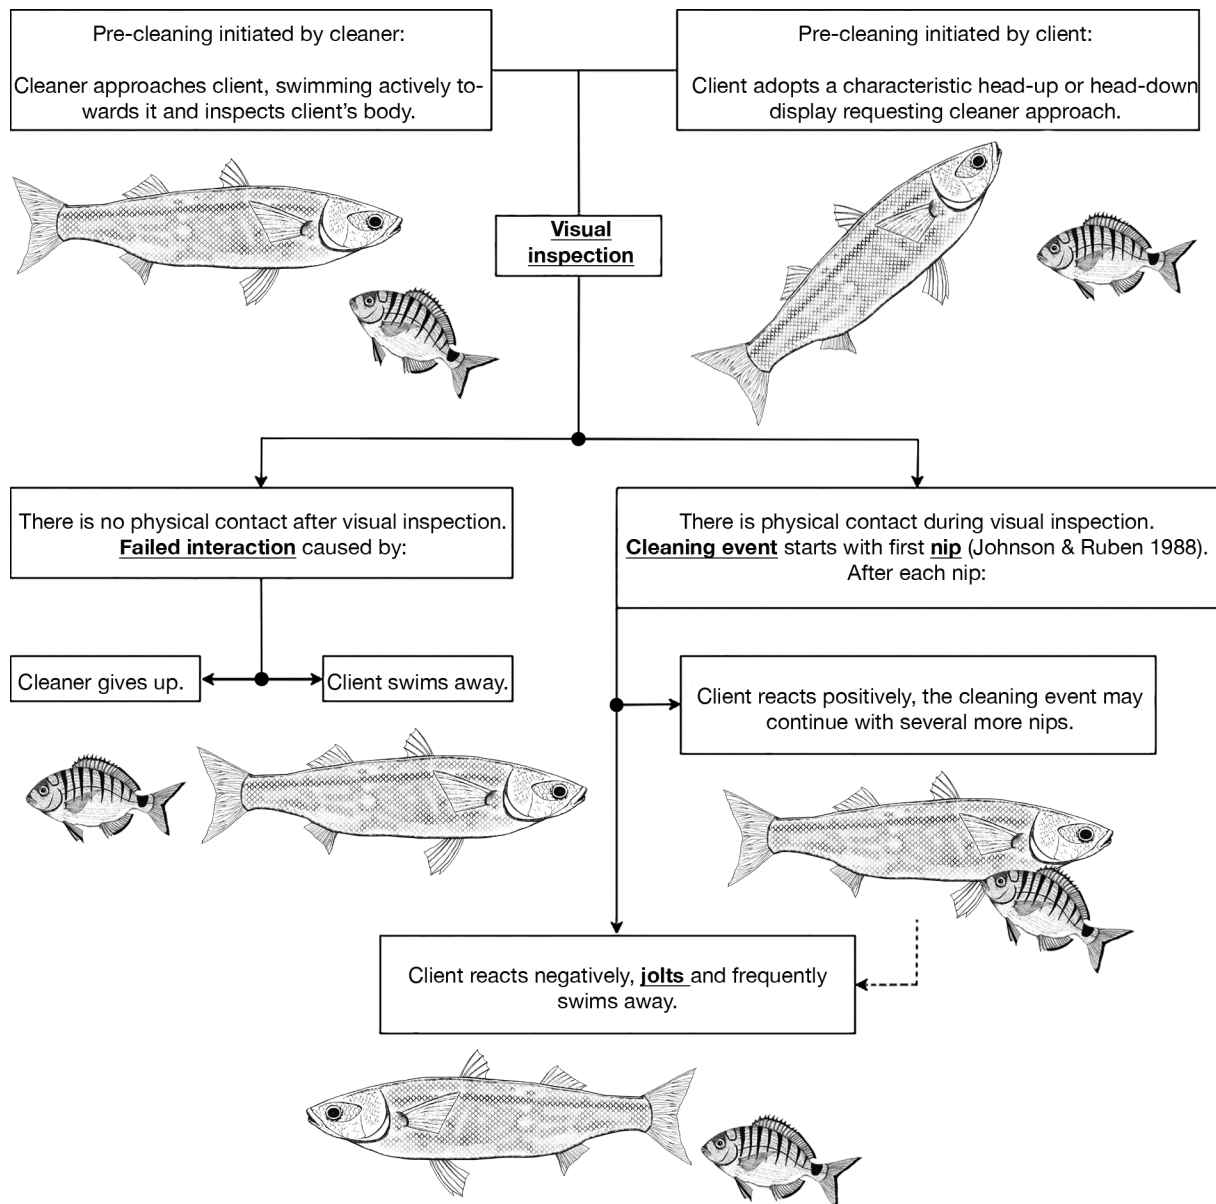 Pre-cleaning initiated by cleaner:
Cleaner approaches client, swimming actively to-
wards it and inspects client’s body.
Pre-cleaning initiated by client:
Client adopts a characteristic head-up or head-down
display requesting cleaner approach.
Visual
inspection
There is no physical contact after visual inspection.
Failed interaction caused by:
There is physical contact during visual inspection.
Cleaning event starts with first nip (Johnson & Ruben 1988).
After each nip:
Cleaner gives up.
Client swims away.
Client reacts positively, the cleaning event may
continue with several more nips.
Client reacts negatively, jolts and frequently
swims away.